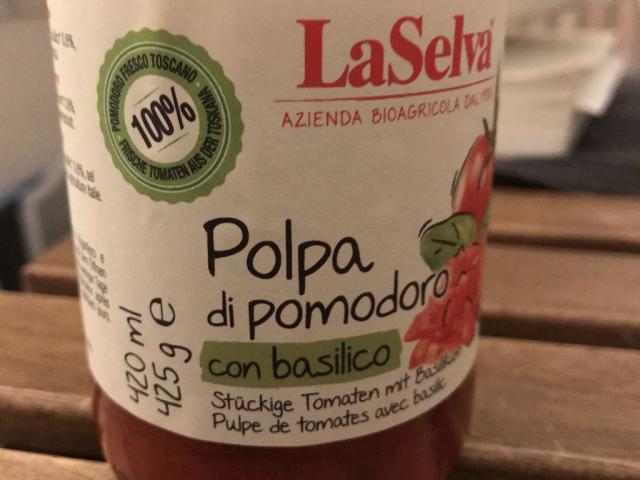 LaSelva
AZIENDA BIOAGRICOLA DAL
POMODORO FRESCO TOSCANO
100%
FRISCHE TOMATEN AUS DER TOSKANA
Polpa
di pomodoro
con basilico
Stückige Tomaten mit Basilikum
Pulpe de tomates avec basilic
420 ml
425 g e